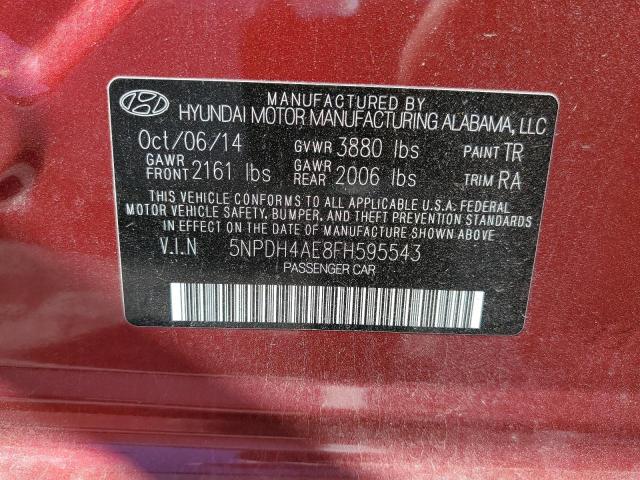 MANUFACTURED BY
HYUNDAI MOTOR MANUFACTURING ALABAMA, LLC
Oct/06/14 GVWR 3880 lbs PAINT TR
GAWR FRONT 2161 lbs GAWR REAR 2006 lbs TRIM RA
THIS VEHICLE CONFORMS TO ALL APPLICABLE U.S.A. FEDERAL
MOTOR VEHICLE SAFETY, BUMPER, AND THEFT PREVENTION STANDARDS
IN EFFECT ON THE DATE OF MANUFACTURE SHOWN ABOVE.
V.I.N 5NPDH4AE8FH595543
PASSENGER CAR